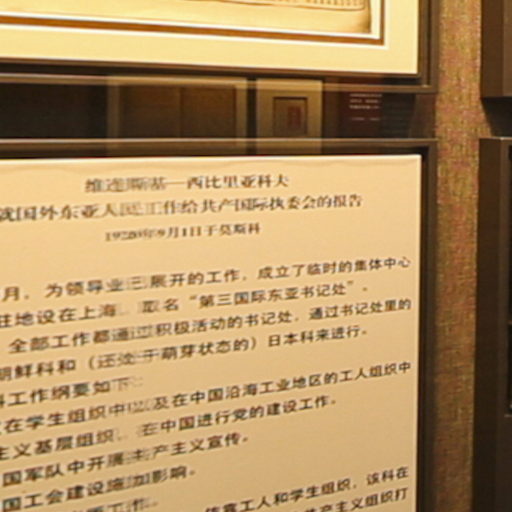 维连斯基—西比里亚科夫
就国外东亚人民工作给共产国际执委会的报告
1920年9月1日于莫斯科
月，为领导业已展开的工作，成立了临时的集体中心
驻地设在上海，取名“第三国际东亚书记处”。
全部工作都通过积极活动的书记处，通过书记处里的
朝鲜科和（还处于萌芽状态的）日本科来进行。
科工作纲要如下：
在学生组织中以及在中国沿海工业地区的工人组织中
主义基层组织，在中国进行党的建设工作。
国军队中开展共产主义宣传。
国工会建设施加影响。
工作。
依靠工人和学生组织，该科在
共产主义组织打